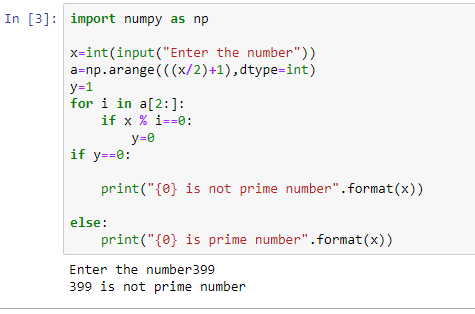 In [3]: import numpy as np
x=int(input("Enter the number"))
a=np.arange(((x/2)+1),dtype=int)
y=1
for i in a[2:]:
    if x % i==0:
        y=0
if y==0:
    print("{0} is not prime number".format(x))
else:
    print("{0} is prime number".format(x))
Enter the number399
399 is not prime number